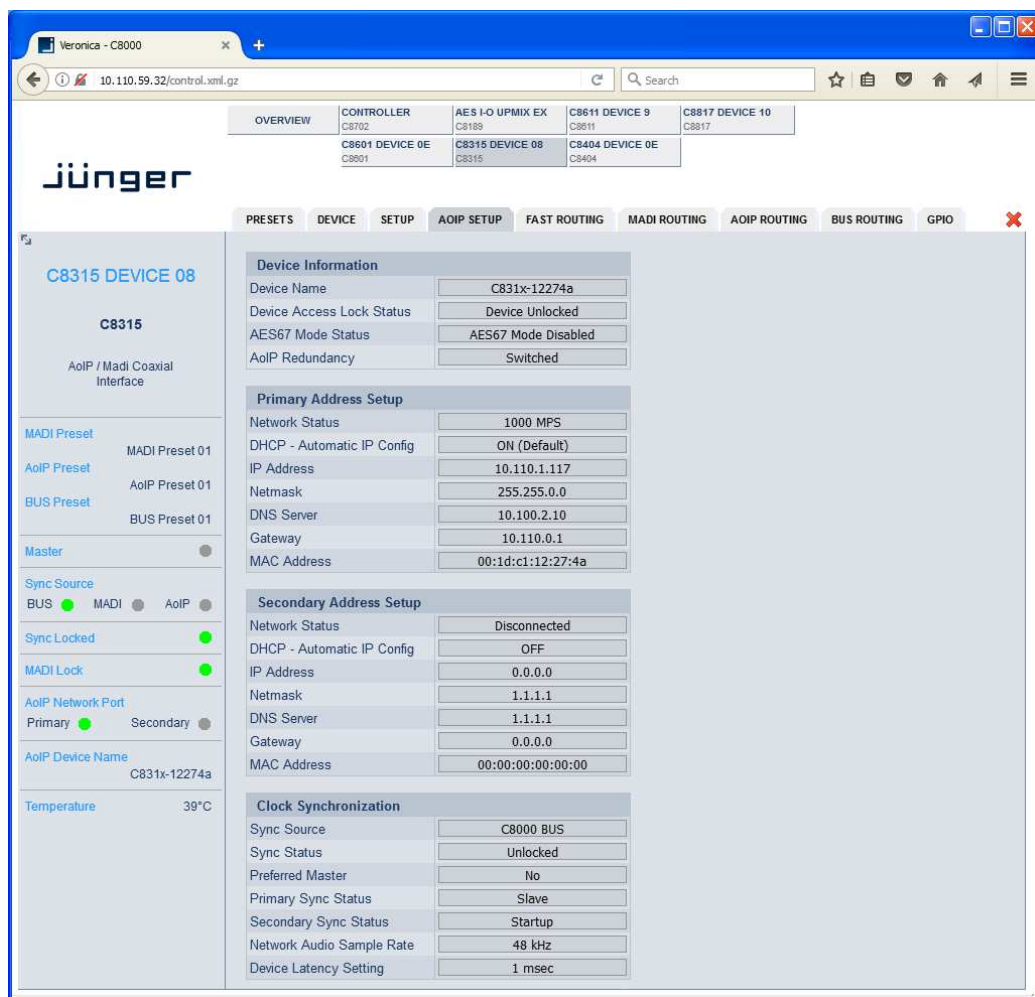 Veronica - C8000
10.110.59.32/control.xml.gz
Search
OVERVIEW
CONTROLLER
C8702
AES I-O UPMIX EX
C8189
C8611 DEVICE 9
C8611
C8817 DEVICE 10
C8817
C8601 DEVICE 0E
C8601
C8315 DEVICE 08
C8315
C8404 DEVICE 0E
C8404
jünger
PRESETS DEVICE SETUP AOIP SETUP FAST ROUTING MADI ROUTING AOIP ROUTING BUS ROUTING GPIO
C8315 DEVICE 08
C8315
AoIP / Madi Coaxial
Interface
MADI Preset
MADI Preset 01
AoIP Preset
AoIP Preset 01
BUS Preset
BUS Preset 01
Master
Sync Source
BUS MADI AoIP
Sync Locked
MADI Lock
AoIP Network Port
Primary Secondary
AoIP Device Name
C831x-12274a
Temperature 39°C
Device Information
Device Name C831x-12274a
Device Access Lock Status Device Unlocked
AES67 Mode Status AES67 Mode Disabled
AoIP Redundancy Switched
Primary Address Setup
Network Status 1000 MPS
DHCP - Automatic IP Config ON (Default)
IP Address 10.110.1.117
Netmask 255.255.0.0
DNS Server 10.100.2.10
Gateway 10.110.0.1
MAC Address 00:1d:c1:12:27:4a
Secondary Address Setup
Network Status Disconnected
DHCP - Automatic IP Config OFF
IP Address 0.0.0.0
Netmask 1.1.1.1
DNS Server 1.1.1.1
Gateway 0.0.0.0
MAC Address 00:00:00:00:00:00
Clock Synchronization
Sync Source C8000 BUS
Sync Status Unlocked
Preferred Master No
Primary Sync Status Slave
Secondary Sync Status Startup
Network Audio Sample Rate 48 kHz
Device Latency Setting 1 msec